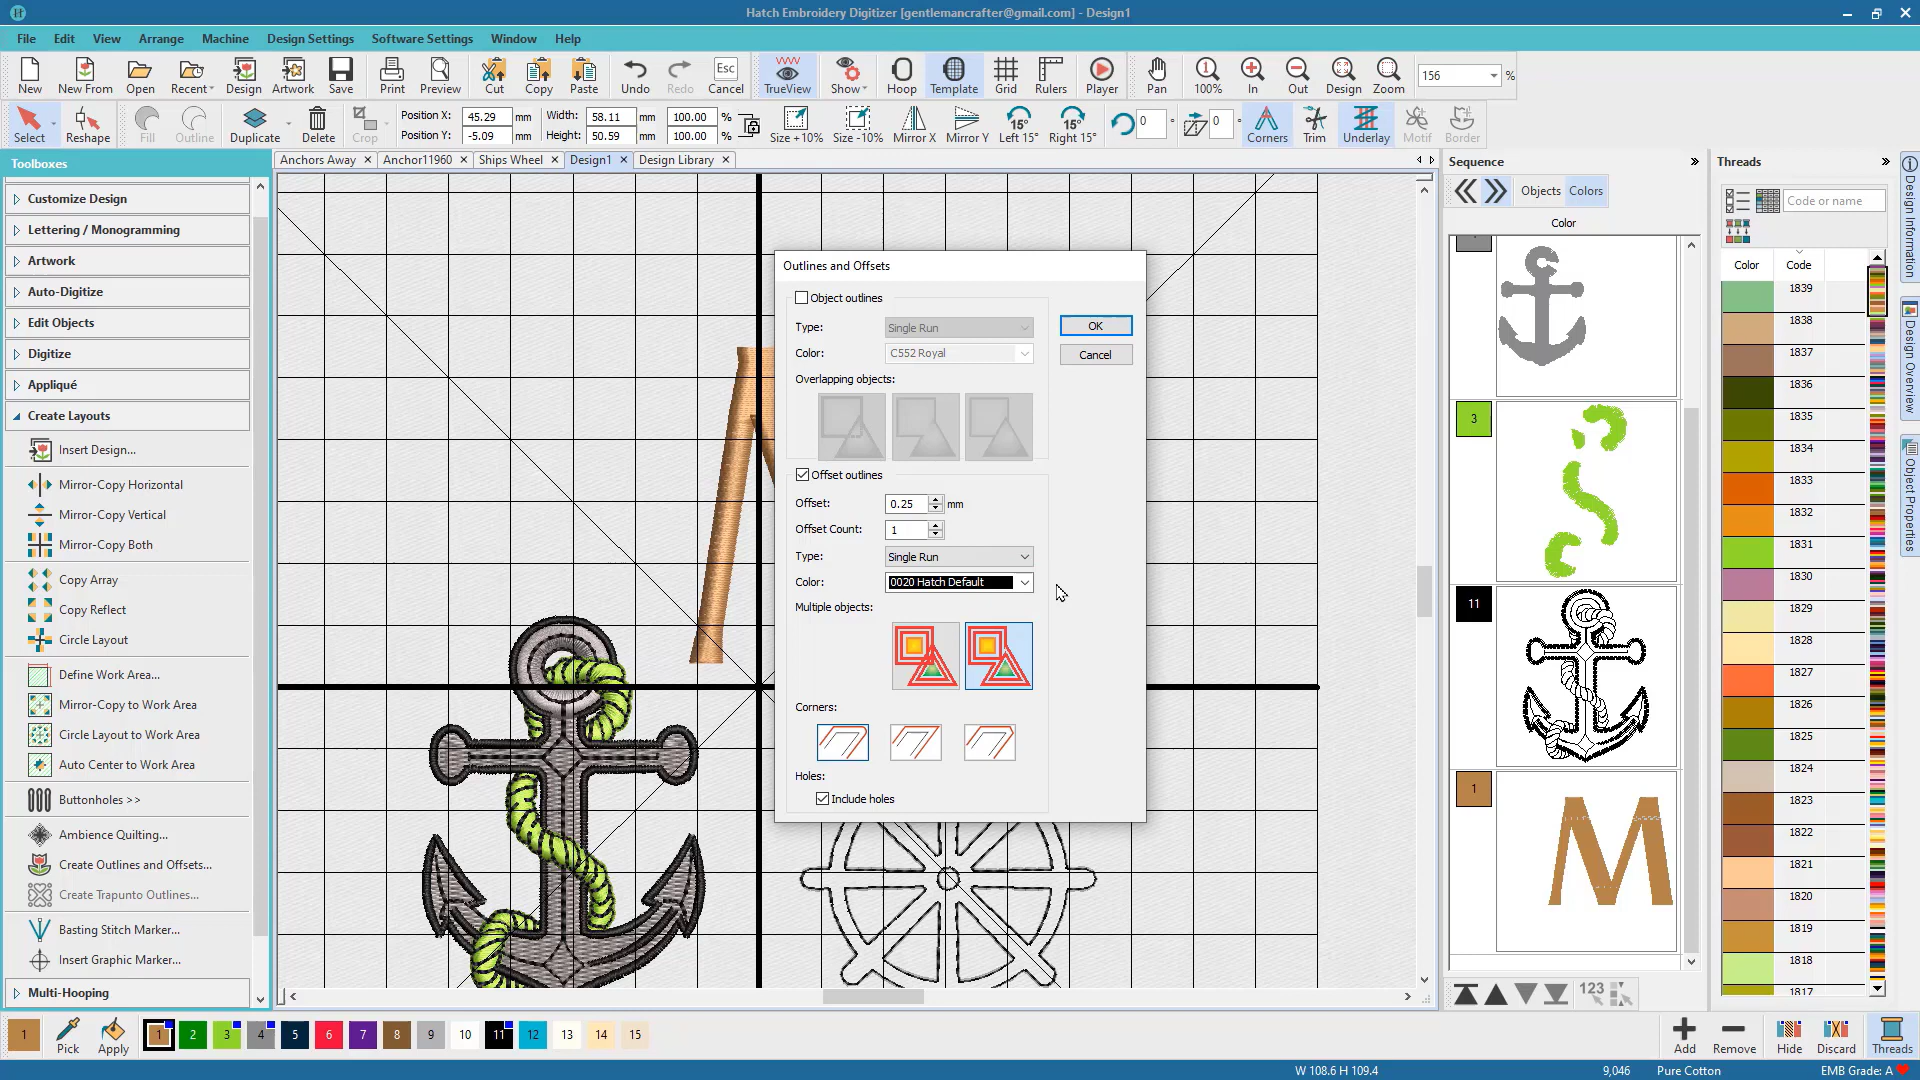 Hatch Embroidery Digitizer [gentlemancrafter@gmail.com] - Design1
File Edit View Arrange Machine Design Settings Software Settings Window Help
New New From Open Recent Design Artwork Save Print Preview Cut Copy Paste Undo Redo Esc Cancel TrueView Show Hoop Template Grid Rulers Player Pan 1 100% In Out Design Zoom 156 %
Select Reshape Fill Outline Duplicate Delete Crop
Position X: 45.29 mm Width: 58.11 mm 100.00 %
Position Y: -5.09 mm Height: 50.59 mm 100.00 %
Size +10% Size -10% Mirror X Mirror Y 15° Left 15° 15° Right 15° 0 ° 0 ° Corners Trim Underlay Motif Border
Toolboxes
Anchors Away Anchor11960 Ships Wheel Design1 Design Library
Customize Design
Lettering / Monogramming
Artwork
Auto-Digitize
Edit Objects
Digitize
Appliqué
Create Layouts
Insert Design...
Mirror-Copy Horizontal
Mirror-Copy Vertical
Mirror-Copy Both
Copy Array
Copy Reflect
Circle Layout
Define Work Area...
Mirror-Copy to Work Area
Circle Layout to Work Area
Auto Center to Work Area
Buttonholes >>
Ambience Quilting...
Create Outlines and Offsets...
Create Trapunto Outlines...
Basting Stitch Marker...
Insert Graphic Marker...
Multi-Hooping
Outlines and Offsets
Object outlines
Type: Single Run
Color: C552 Royal
Overlapping objects:
OK
Cancel
Offset outlines
Offset: 0.25 mm
Offset Count: 1
Type: Single Run
Color: 0020 Hatch Default
Multiple objects:
Corners:
Holes:
Include holes
Sequence
Objects Colors
Color
3
11
1
M
123
Threads
Code or name
Color Code
1839
1838
1837
1836
1835
1834
1833
1832
1831
1830
1829
1828
1827
1826
1825
1824
1823
1822
1821
1820
1819
1818
1817
Design Information
Design Overview
Object Properties
1 Pick Apply 1 2 3 4 5 6 7 8 9 10 11 12 13 14 15 Add Remove Hide Discard Threads
W 108.6 H 109.4 9,046 Pure Cotton EMB Grade: A